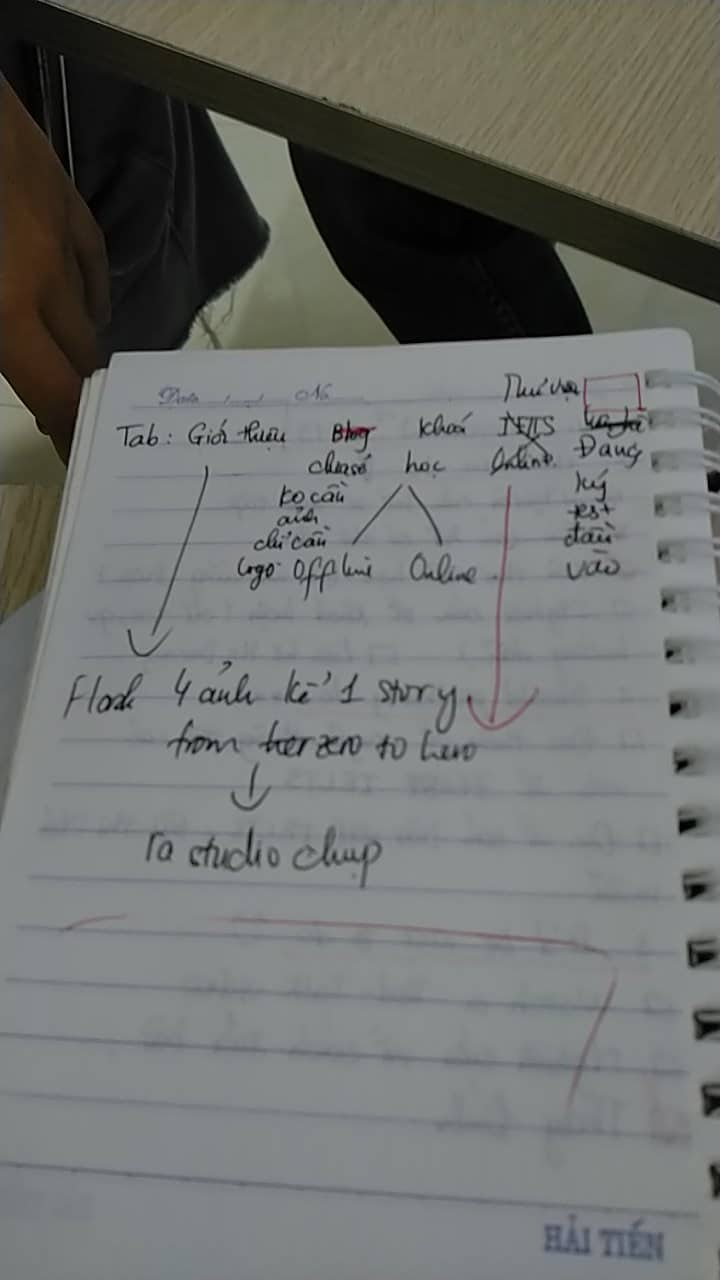 Date / / No
Thư viện
Tab: Giới thiệu Blog Khoá IELTS
chia sẻ học Online Đăng
ko cần ký
ảnh test
chỉ cần đầu
logo Offline Online vào
Flash 4 ảnh kể 1 story
from zero to hero
ra studio chụp
HẢI TIẾN